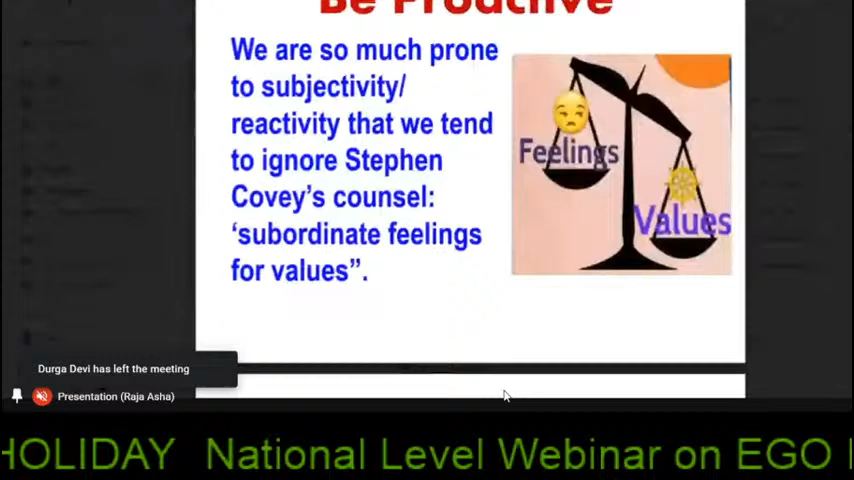 Be Proactive
We are so much prone
to subjectivity/
reactivity that we tend
to ignore Stephen
Covey's counsel:
‘subordinate feelings
for values”.
Feelings
Values
Durga Devi has left the meeting
Presentation (Raja Asha)
HOLIDAY National Level Webinar on EGO